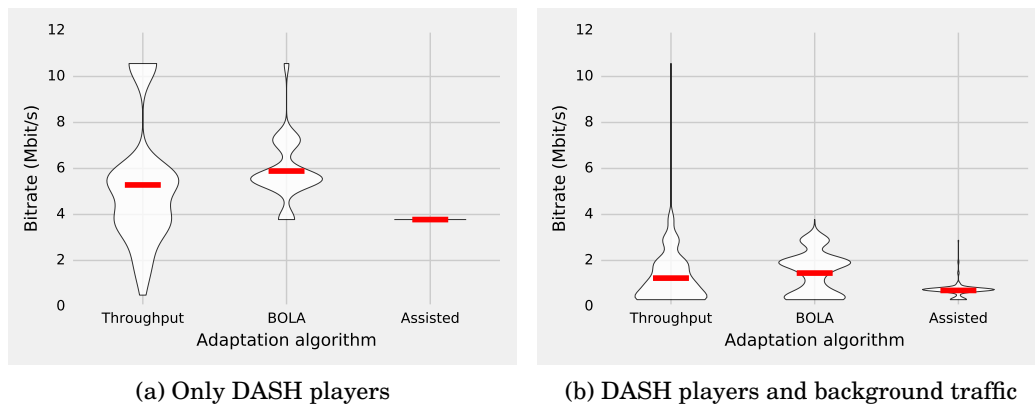 12
10
8
6
4
2
0
Bitrate (Mbit/s)
Throughput BOLA Assisted
Adaptation algorithm
(a) Only DASH players
12
10
8
6
4
2
0
Bitrate (Mbit/s)
Throughput BOLA Assisted
Adaptation algorithm
(b) DASH players and background traffic